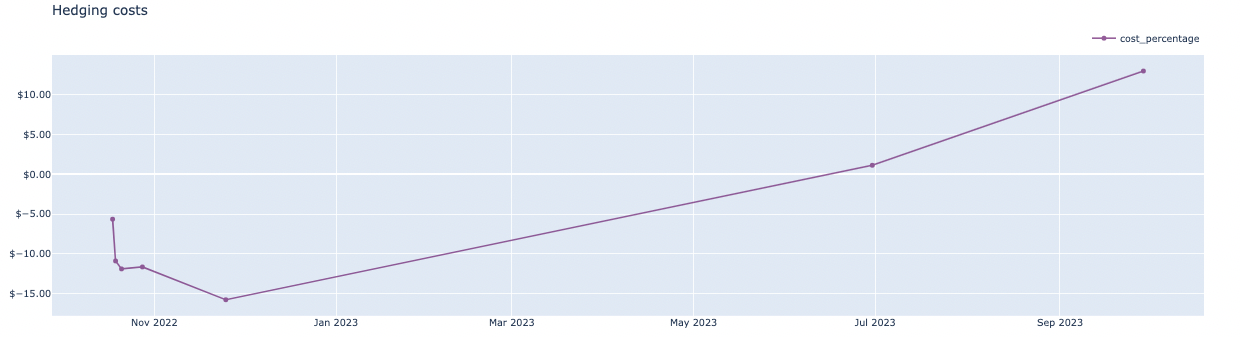 Hedging costs
cost_percentage
$10.00
$5.00
$0.00
$−5.00
$−10.00
$−15.00
Nov 2022 Jan 2023 Mar 2023 May 2023 Jul 2023 Sep 2023